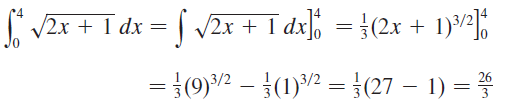 ∫₀⁴ √(2x + 1) dx = ∫ √(2x + 1) dx]₀⁴ = ⅓(2x + 1)^{3/2}]₀⁴
= ⅓(9)^{3/2} − ⅓(1)^{3/2} = ⅓(27 − 1) = 26/3